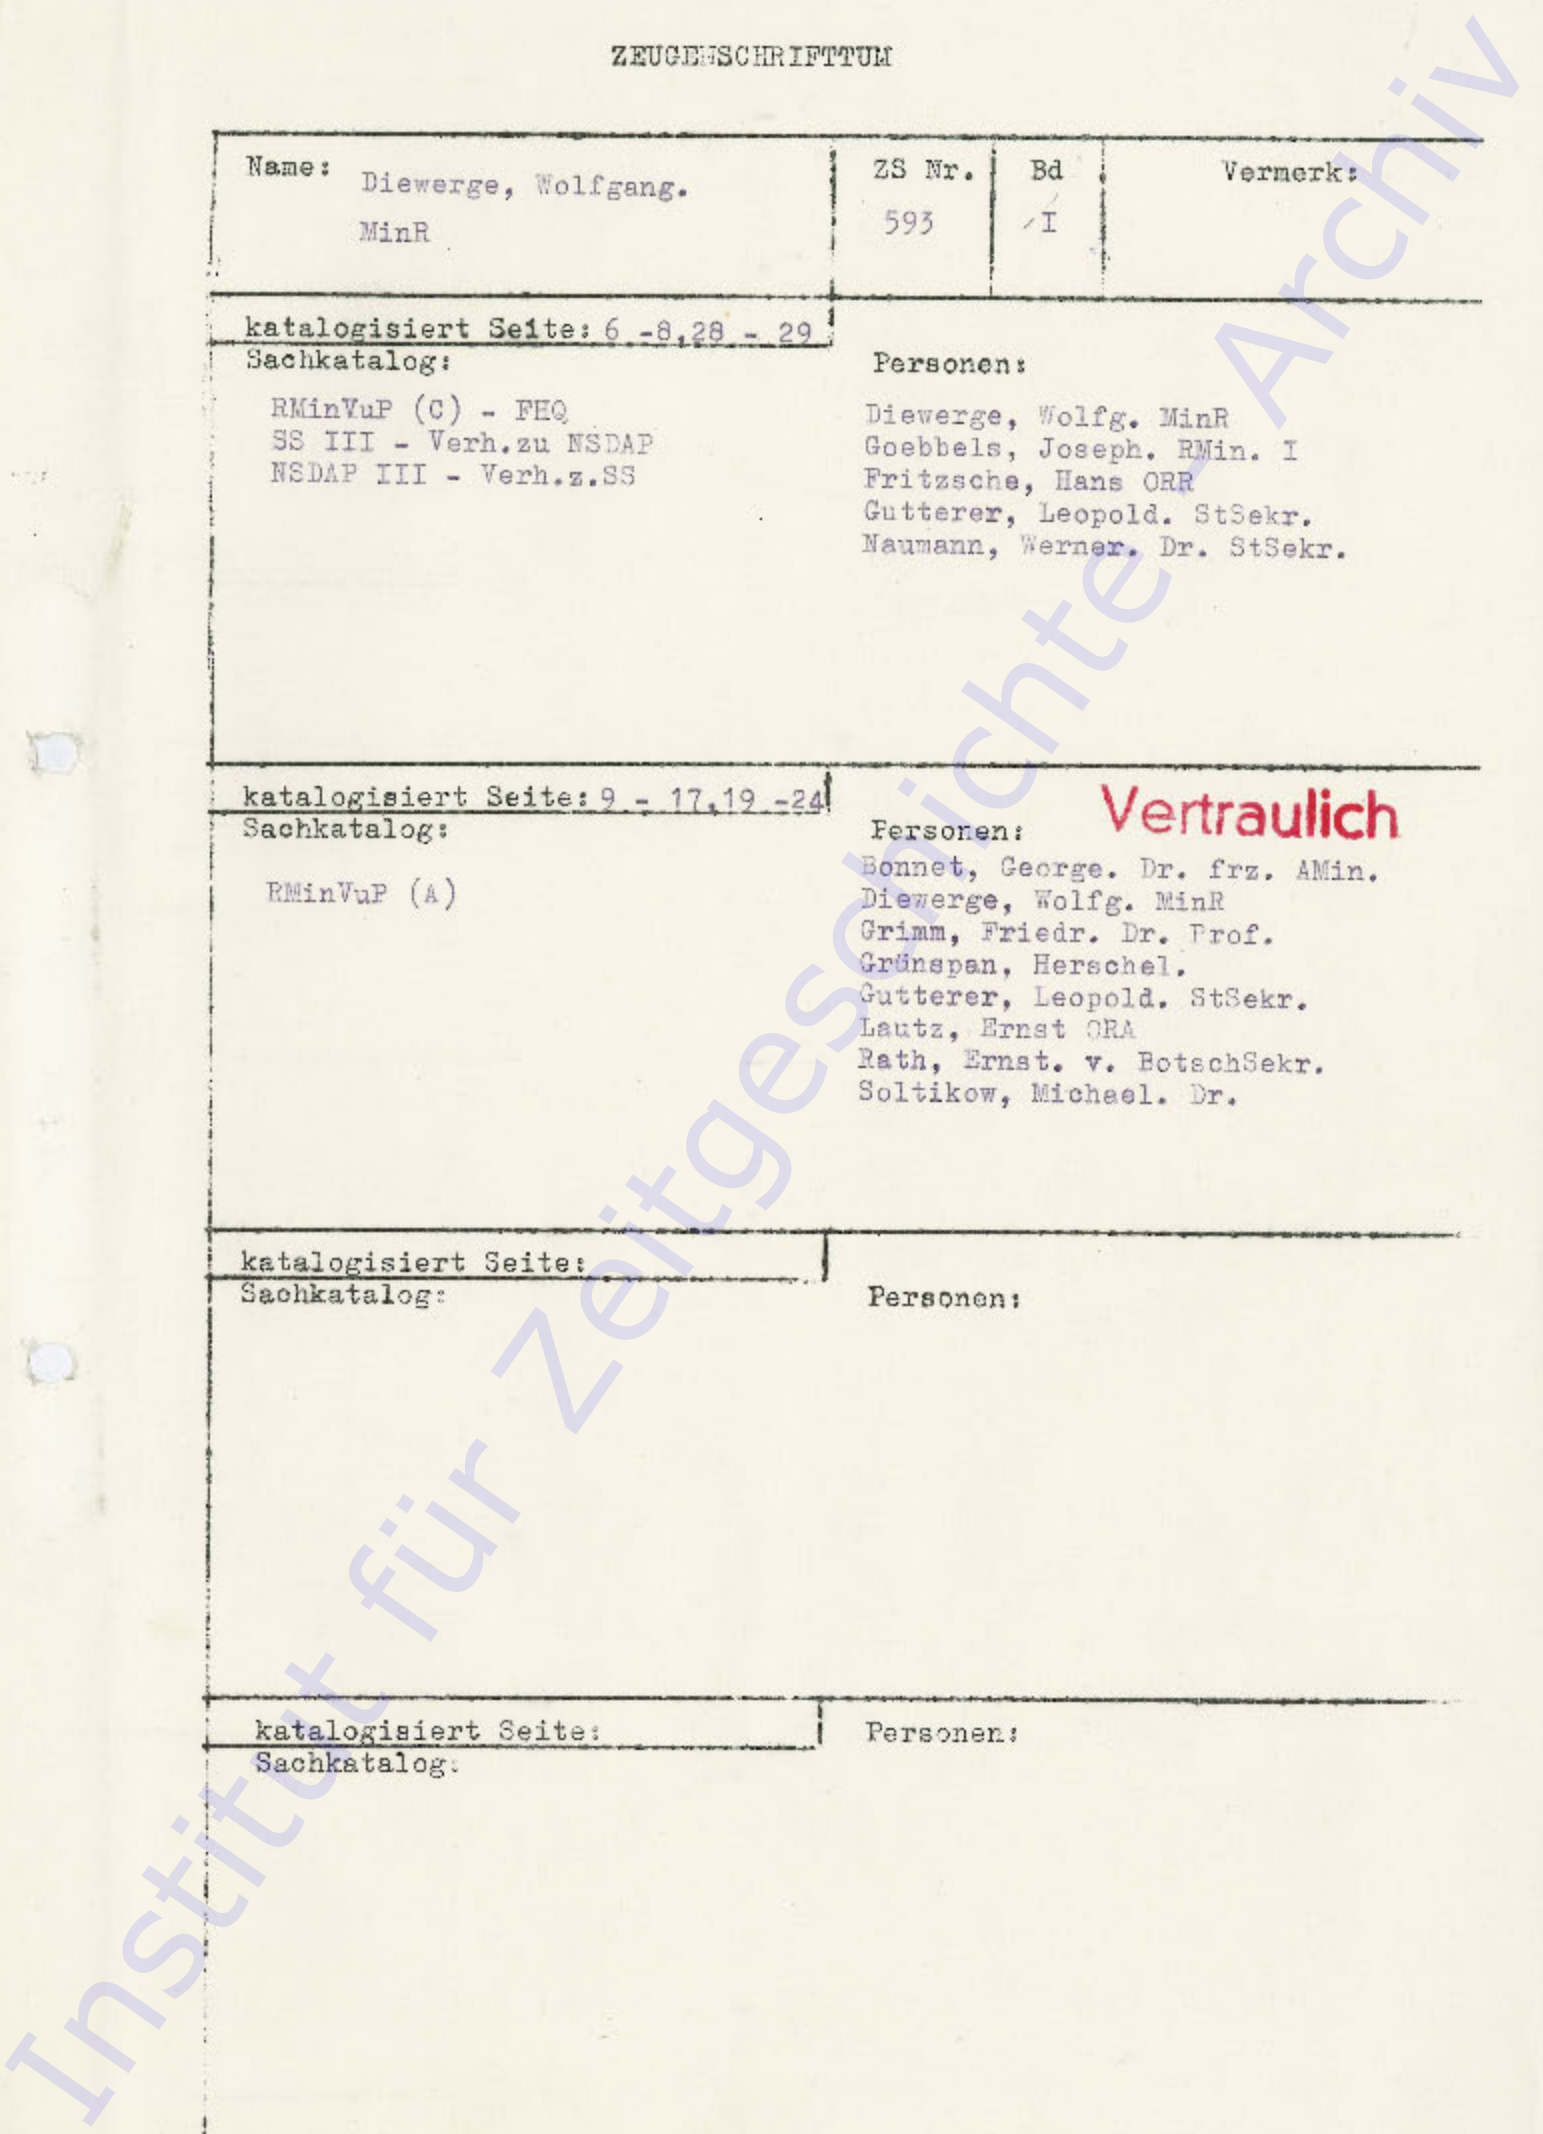 ZEUGENSCHRIFTTUM
Name: Diewerge, Wolfgang.
MinR
ZS Nr.
593
Bd
I
Vermerk:
katalogisiert Seite: 6 -8,28 - 29
Sachkatalog:
RMinVuP (C) - FHQ
SS III - Verh.zu NSDAP
NSDAP III - Verh.z.SS
Personen:
Diewerge, Wolfg. MinR
Goebbels, Joseph. RMin. I
Fritzsche, Hans ORR
Gutterer, Leopold. StSekr.
Naumann, Werner. Dr. StSekr.
katalogisiert Seite: 9 - 17,19 -24
Sachkatalog:
RMinVuP (A)
Vertraulich
Personen:
Bonnet, George. Dr. frz. AMin.
Diewerge, Wolfg. MinR
Grimm, Friedr. Dr. Prof.
Grünspan, Herschel.
Gutterer, Leopold. StSekr.
Lautz, Ernst ORA
Rath, Ernst. v. BotschSekr.
Soltikow, Michael. Dr.
katalogisiert Seite:
Sachkatalog:
Personen:
katalogisiert Seite:
Sachkatalog:
Personen:
Institut für Zeitgeschichte - Archiv